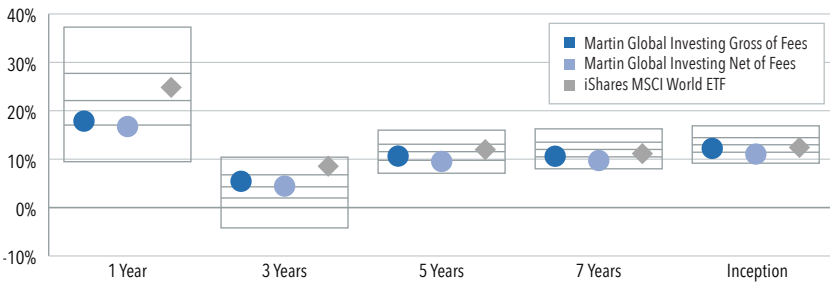 40%
30%
20%
10%
0%
-10%
Martin Global Investing Gross of Fees
Martin Global Investing Net of Fees
iShares MSCI World ETF
1 Year 3 Years 5 Years 7 Years Inception